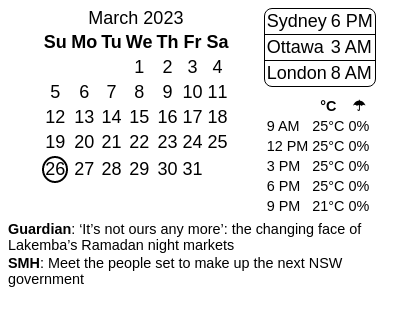 March 2023
Su Mo Tu We Th Fr Sa
1 2 3 4
5 6 7 8 9 10 11
12 13 14 15 16 17 18
19 20 21 22 23 24 25
26 27 28 29 30 31
Sydney 6 PM
Ottawa 3 AM
London 8 AM
°C ☂
9 AM 25°C 0%
12 PM 25°C 0%
3 PM 25°C 0%
6 PM 25°C 0%
9 PM 21°C 0%
Guardian: ‘It’s not ours any more’: the changing face of
Lakemba’s Ramadan night markets
SMH: Meet the people set to make up the next NSW
government